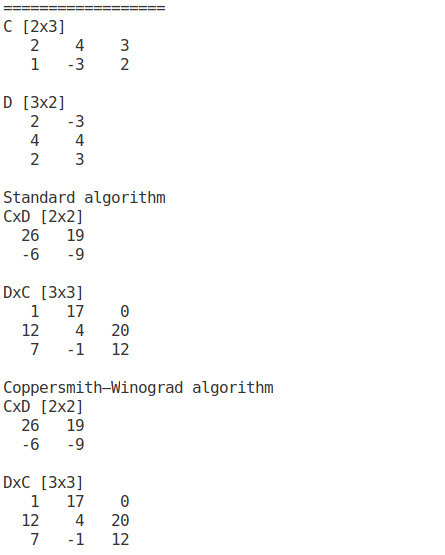 ==================
C [2x3]
   2    4    3
   1   -3    2

D [3x2]
   2   -3
   4    4
   2    3

Standard algorithm
CxD [2x2]
  26   19
  -6   -9

DxC [3x3]
   1   17    0
  12    4   20
   7   -1   12

Coppersmith—Winograd algorithm
CxD [2x2]
  26   19
  -6   -9

DxC [3x3]
   1   17    0
  12    4   20
   7   -1   12